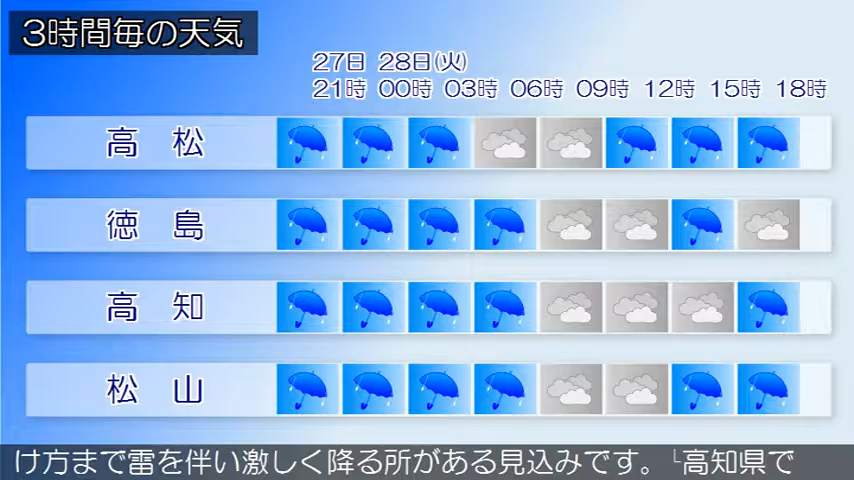 3時間毎の天気
27日 28日(火)
21時 00時 03時 06時 09時 12時 15時 18時
高 松
徳 島
高 知
松 山
け方まで雷を伴い激しく降る所がある見込みです。└高知県で